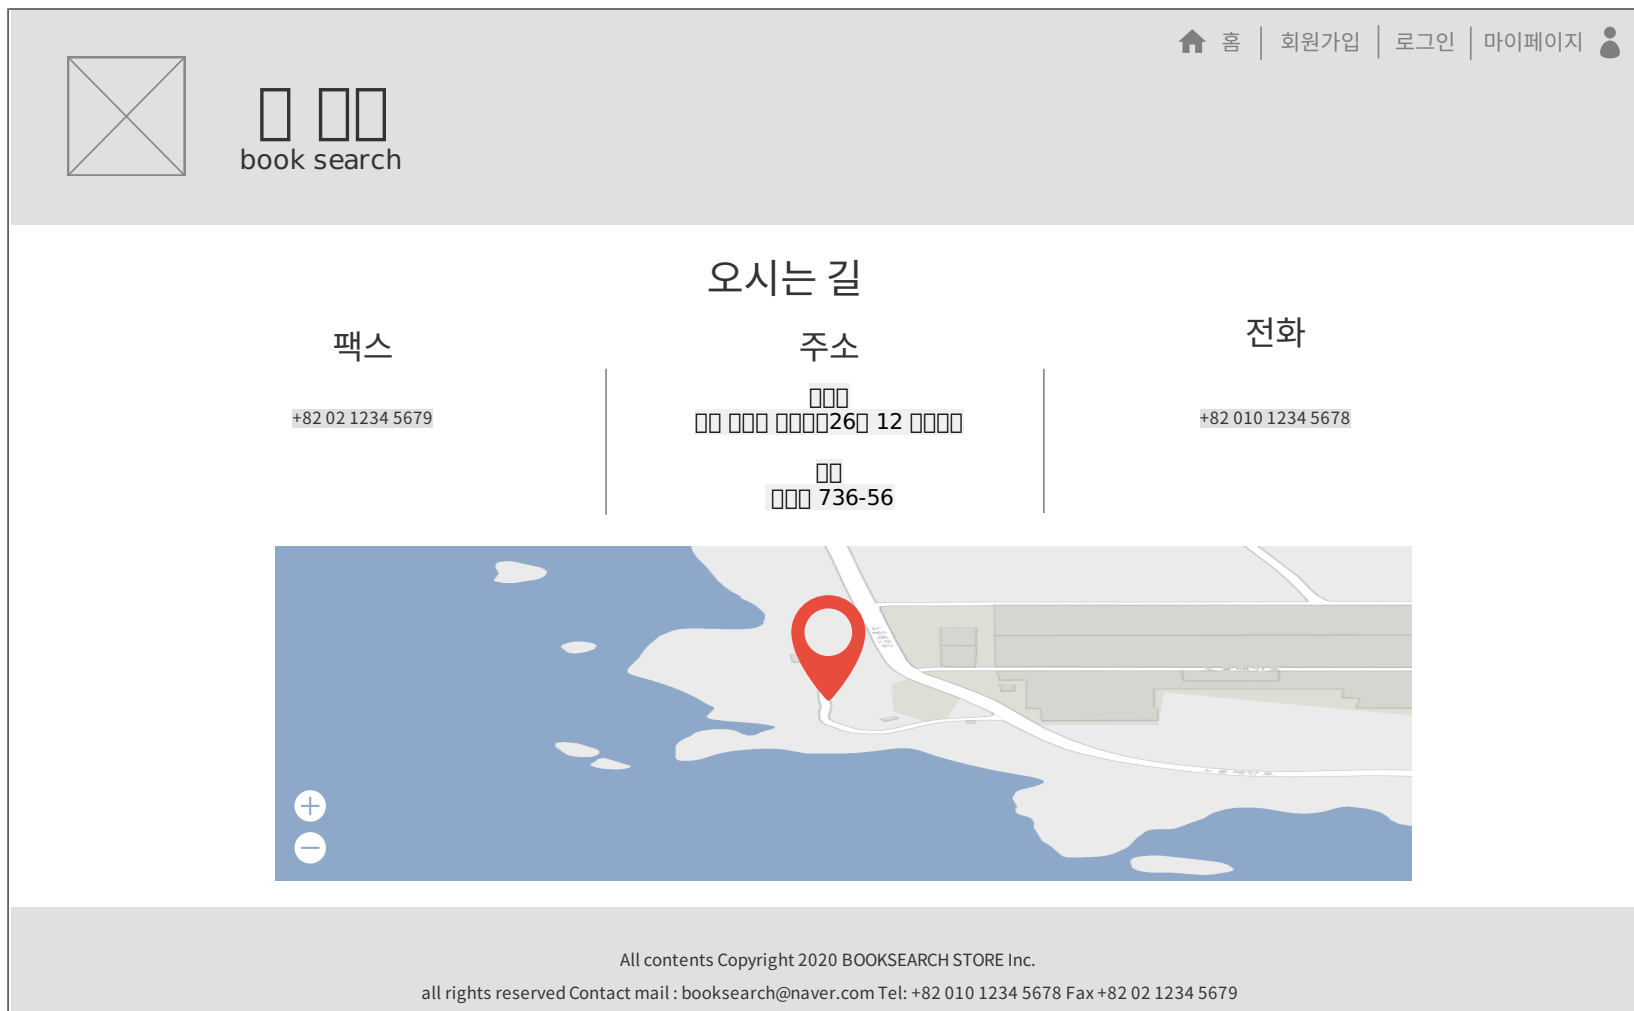 홈 회원가입 로그인 마이페이지
book search
오시는 길
팩스
+82 02 1234 5679
주소
26 12
736-56
전화
+82 010 1234 5678
All contents Copyright 2020 BOOKSEARCH STORE Inc.
all rights reserved Contact mail : booksearch@naver.com Tel: +82 010 1234 5678 Fax +82 02 1234 5679